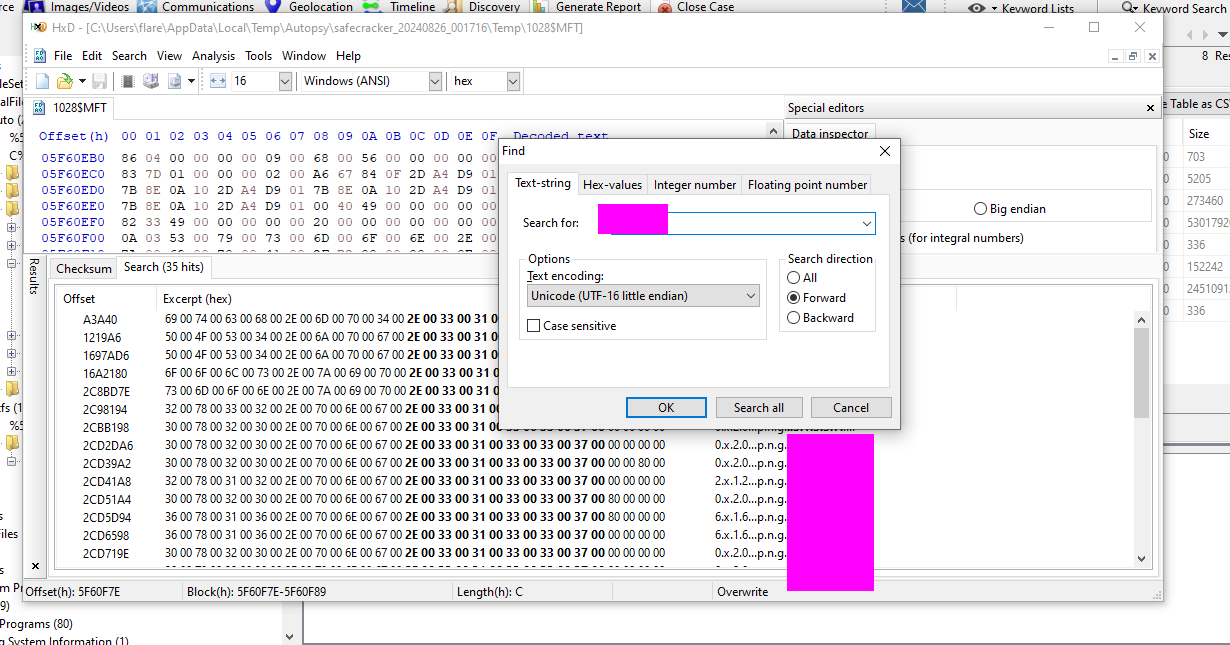 rce Images/Videos Communications Geolocation Timeline Discovery Generate Report Close Case Keyword Lists Keyword Search
HxD - [C:\Users\flare\AppData\Local\Temp\Autopsy\safecracker_20240826_001716\Temp\1028$MFT]
File Edit Search View Analysis Tools Window Help
8 Res
16 Windows (ANSI) hex
1028$MFT
Special editors
e Table as CS
Offset(h) 00 01 02 03 04 05 06 07 08 09 0A 0B 0C 0D 0E 0F Decoded text
Data inspector
Size
05F60EB0 86 04 00 00 00 00 09 00 68 00 56 00 00 00 00 00
05F60EC0 83 7D 01 00 00 00 02 00 A6 67 84 0F 2D A4 D9 01
05F60ED0 7B 8E 0A 10 2D A4 D9 01 7B 8E 0A 10 2D A4 D9 01
05F60EE0 7B 8E 0A 10 2D A4 D9 01 00 40 49 00 00 00 00 00
05F60EF0 82 33 49 00 00 00 00 00 20 00 00 00 00 00 00 00
05F60F00 0A 03 53 00 79 00 73 00 6D 00 6F 00 6E 00 2E 00
Big endian
s (for integral numbers)
703
5205
273460
5301792
336
152242
2451091
336
Find
Text-string Hex-values Integer number Floating point number
Search for:
Options
Text encoding:
Unicode (UTF-16 little endian)
Case sensitive
Search direction
All
Forward
Backward
OK Search all Cancel
Results
Checksum Search (35 hits)
Offset Excerpt (hex)
A3A40 69 00 74 00 63 00 68 00 2E 00 6D 00 70 00 34 00 2E 00 33 00 31 00
1219A6 50 00 4F 00 53 00 34 00 2E 00 6A 00 70 00 67 00 2E 00 33 00 31 00
1697AD6 50 00 4F 00 53 00 34 00 2E 00 6A 00 70 00 67 00 2E 00 33 00 31 00
16A2180 6F 00 6F 00 6C 00 73 00 2E 00 7A 00 69 00 70 00 2E 00 33 00 31 00
2C8BD7E 73 00 6D 00 6F 00 6E 00 2E 00 7A 00 69 00 70 00 2E 00 33 00 31 00
2C98194 32 00 78 00 33 00 32 00 2E 00 70 00 6E 00 67 00 2E 00 33 00 31 00
2CBB198 30 00 78 00 32 00 30 00 2E 00 70 00 6E 00 67 00 2E 00 33 00 31 00
2CD2DA6 30 00 78 00 32 00 30 00 2E 00 70 00 6E 00 67 00 2E 00 33 00 31 00 33 00 33 00 37 00 00 00 00 00 0.x.2.0...p.n.g.
2CD39A2 30 00 78 00 32 00 30 00 2E 00 70 00 6E 00 67 00 2E 00 33 00 31 00 33 00 33 00 37 00 00 00 80 00 0.x.2.0...p.n.g.
2CD41A8 32 00 78 00 31 00 32 00 2E 00 70 00 6E 00 67 00 2E 00 33 00 31 00 33 00 33 00 37 00 00 00 00 00 2.x.1.2...p.n.g.
2CD51A4 30 00 78 00 32 00 30 00 2E 00 70 00 6E 00 67 00 2E 00 33 00 31 00 33 00 33 00 37 00 80 00 00 00 0.x.2.0...p.n.g.
2CD5D94 36 00 78 00 31 00 36 00 2E 00 70 00 6E 00 67 00 2E 00 33 00 31 00 33 00 33 00 37 00 80 00 00 00 6.x.1.6...p.n.g.
2CD6598 36 00 78 00 31 00 36 00 2E 00 70 00 6E 00 67 00 2E 00 33 00 31 00 33 00 33 00 37 00 00 00 00 00 6.x.1.6...p.n.g.
2CD719E 30 00 78 00 32 00 30 00 2E 00 70 00 6E 00 67 00 2E 00 33 00 31 00 33 00 33 00 37 00 00 00 00 00 0.x.2.0...p.n.g.
Offset(h): 5F60F7E Block(h): 5F60F7E-5F60F89 Length(h): C Overwrite
Programs (80)
g System Information (1)